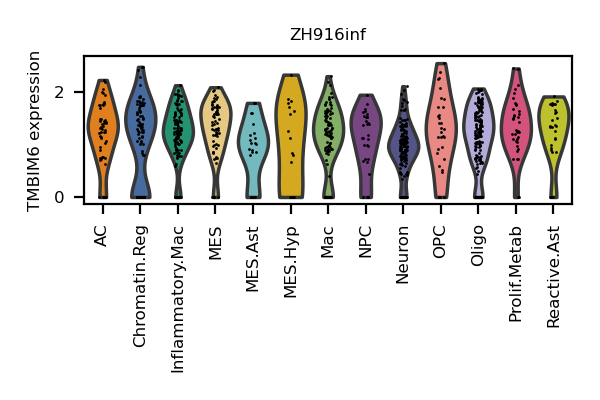 ZH916inf
TMBIM6 expression
2
0
AC
Chromatin.Reg
Inflammatory.Mac
MES
MES.Ast
MES.Hyp
Mac
NPC
Neuron
OPC
Oligo
Prolif.Metab
Reactive.Ast